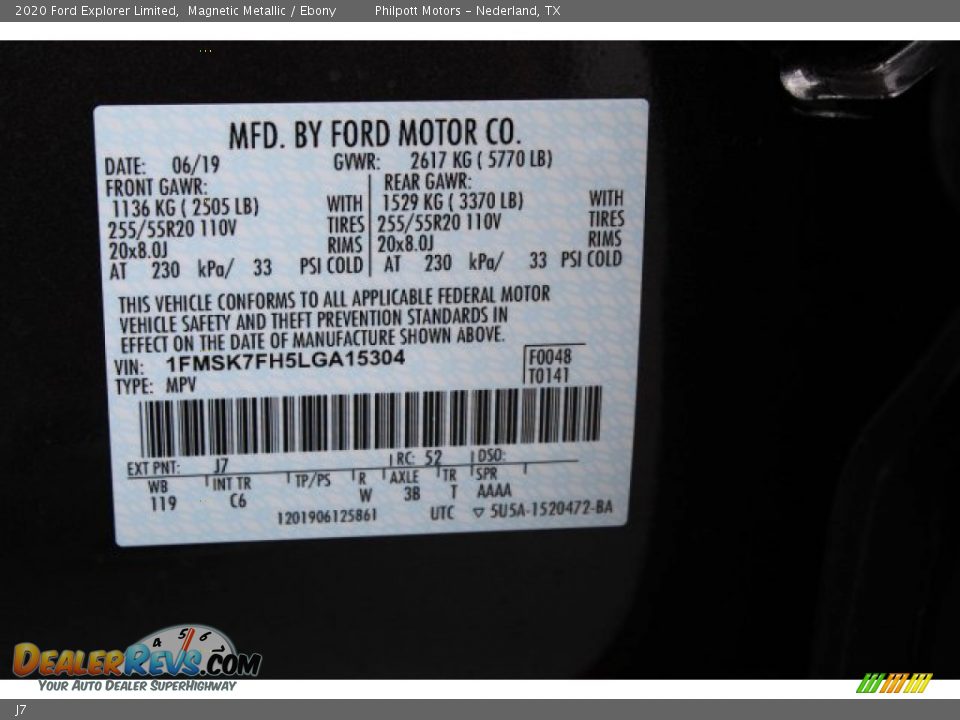 2020 Ford Explorer Limited, Magnetic Metallic / Ebony Philpott Motors – Nederland, TX
MFD. BY FORD MOTOR CO.
DATE: 06/19 GVWR: 2617 KG ( 5770 LB)
FRONT GAWR: REAR GAWR:
1136 KG ( 2505 LB) WITH 1529 KG ( 3370 LB) WITH
255/55R20 110V TIRES 255/55R20 110V TIRES
20x8.0J RIMS 20x8.0J RIMS
AT 230 kPa/ 33 PSI COLD AT 230 kPa/ 33 PSI COLD
THIS VEHICLE CONFORMS TO ALL APPLICABLE FEDERAL MOTOR
VEHICLE SAFETY AND THEFT PREVENTION STANDARDS IN
EFFECT ON THE DATE OF MANUFACTURE SHOWN ABOVE.
VIN: 1FMSK7FH5LGA15304 F0048
TYPE: MPV T0141
EXT PNT: J7 RC: 52 DSO:
WB INT TR TP/PS R AXLE TR SPR
119 C6 W 3B T AAAA
1201906125861 UTC ▽ 5U5A-1520472-BA
4 5 6
DealerRevs.com
Your Auto Dealer SuperHighway
J7